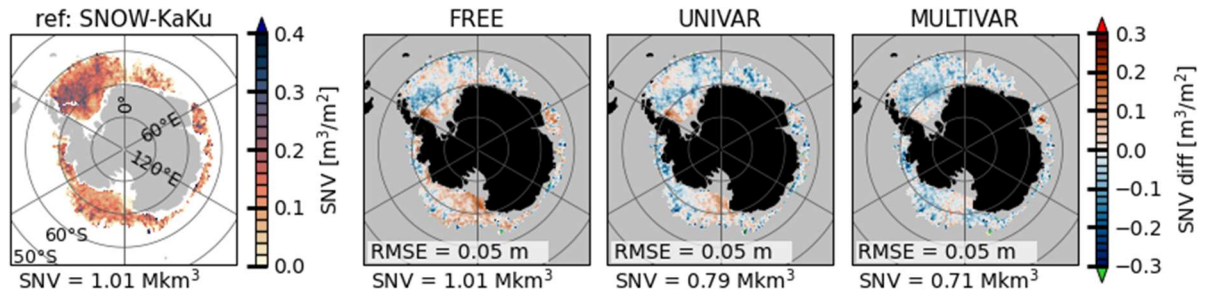 ref: SNOW-KaKu
FREE
UNIVAR
MULTIVAR
0°
60°E
120°E
60°S
50°S
SNV = 1.01 Mkm³
0.4
0.3
0.2
0.1
0.0
SNV [m³/m²]
RMSE = 0.05 m
SNV = 1.01 Mkm³
RMSE = 0.05 m
SNV = 0.79 Mkm³
RMSE = 0.05 m
SNV = 0.71 Mkm³
0.3
0.2
0.1
0.0
−0.1
−0.2
−0.3
SNV diff [m³/m²]